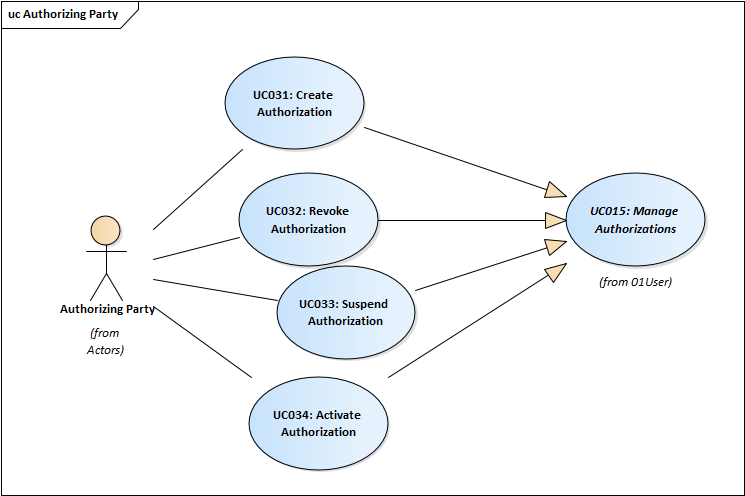 uc Authorizing Party
UC031: Create
Authorization
UC032: Revoke
Authorization
UC015: Manage
Authorizations
(from 01User)
UC033: Suspend
Authorization
Authorizing Party
(from
Actors)
UC034: Activate
Authorization